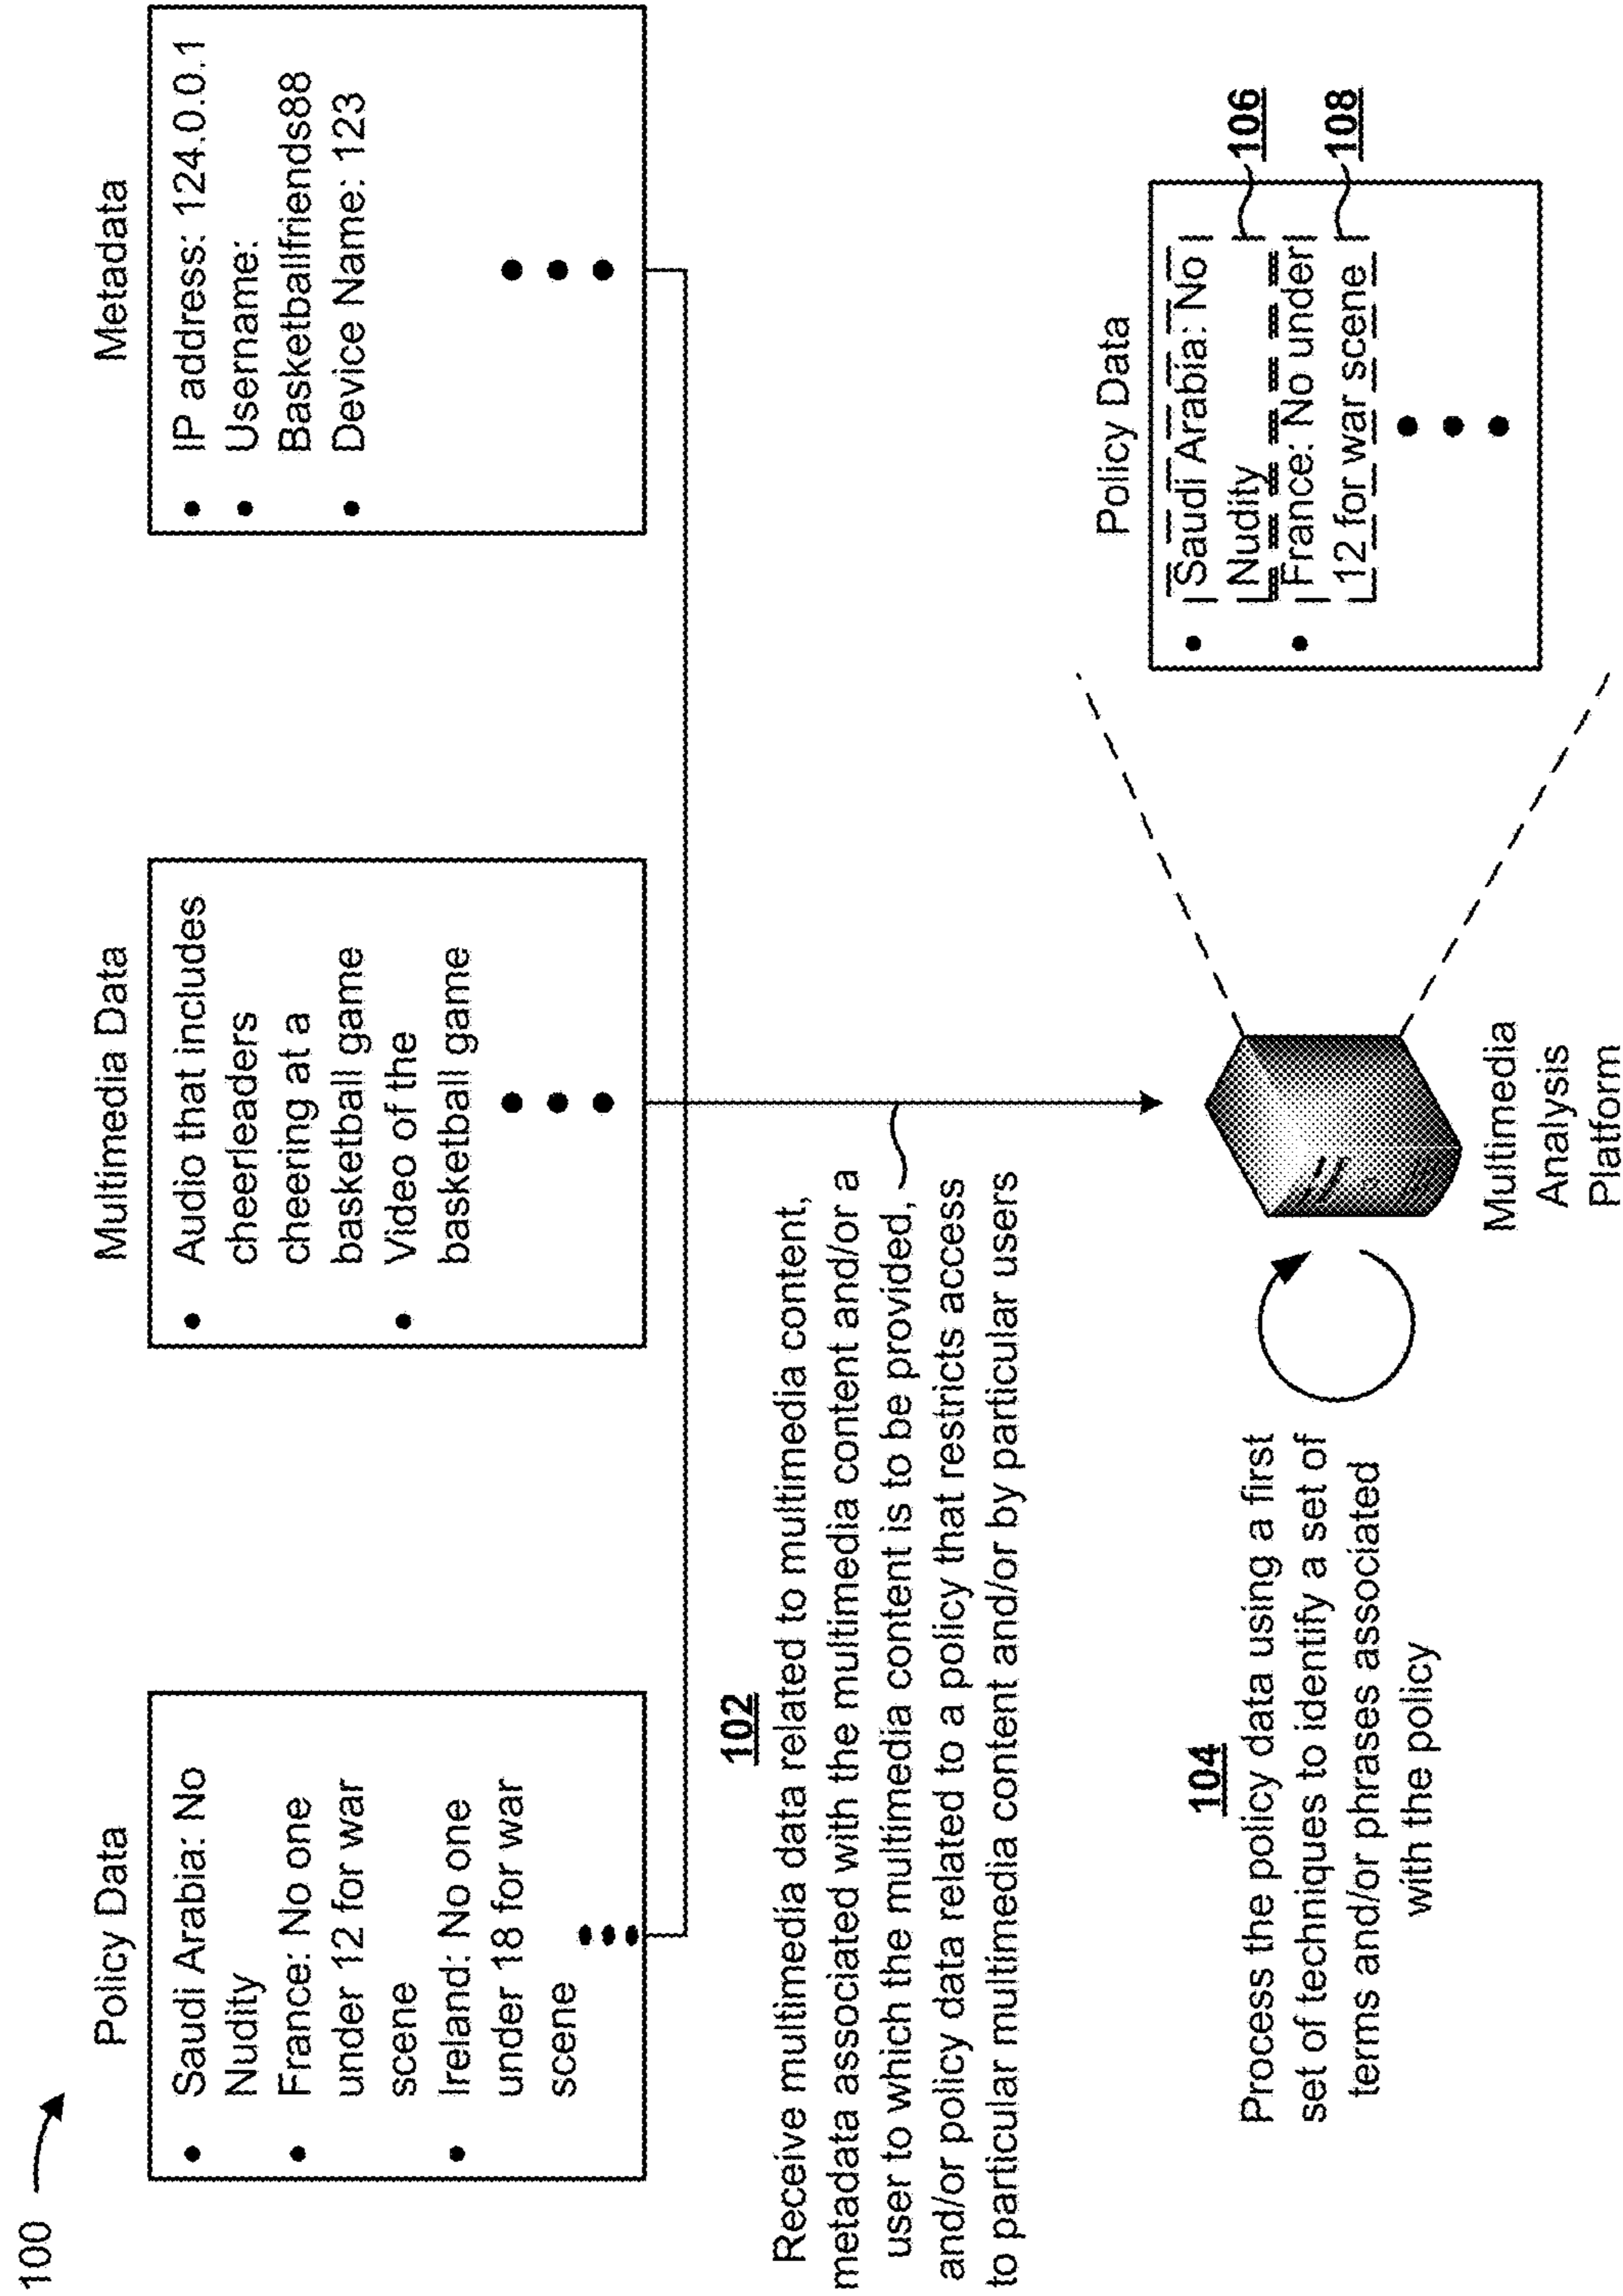 100
Policy Data
• Saudi Arabia: No
Nudity
• France: No one
under 12 for war
scene
• Ireland: No one
under 18 for war
scene
Multimedia Data
• Audio that includes
cheerleaders
cheering at a
basketball game
• Video of the
basketball game
Metadata
• IP address: 124.0.0.1
• Username:
Basketballfriends88
• Device Name: 123
102
Receive multimedia data related to multimedia content,
metadata associated with the multimedia content and/or a
user to which the multimedia content is to be provided,
and/or policy data related to a policy that restricts access
to particular multimedia content and/or by particular users
104
Process the policy data using a first
set of techniques to identify a set of
terms and/or phrases associated
with the policy
Multimedia
Analysis
Platform
Policy Data
• Saudi Arabia: No
Nudity
106
• France: No under
12 for war scene
108